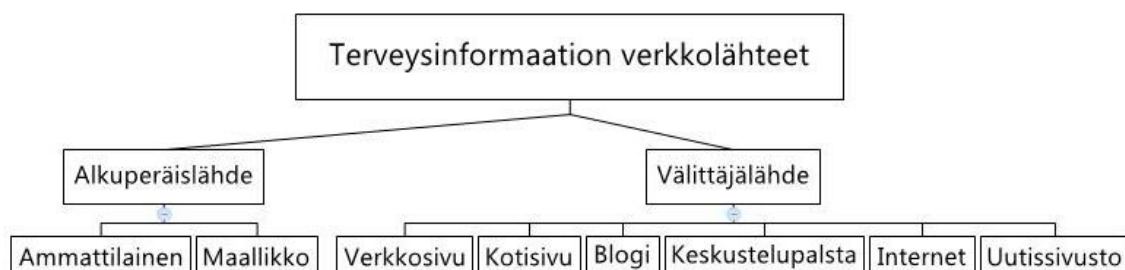 Terveysinformaation verkkolähteet
Alkuperäislähde
Välittäjälähde
Ammattilainen
Maallikko
Verkkosivu
Kotisivu
Blogi
Keskustelupalsta
Internet
Uutissivusto